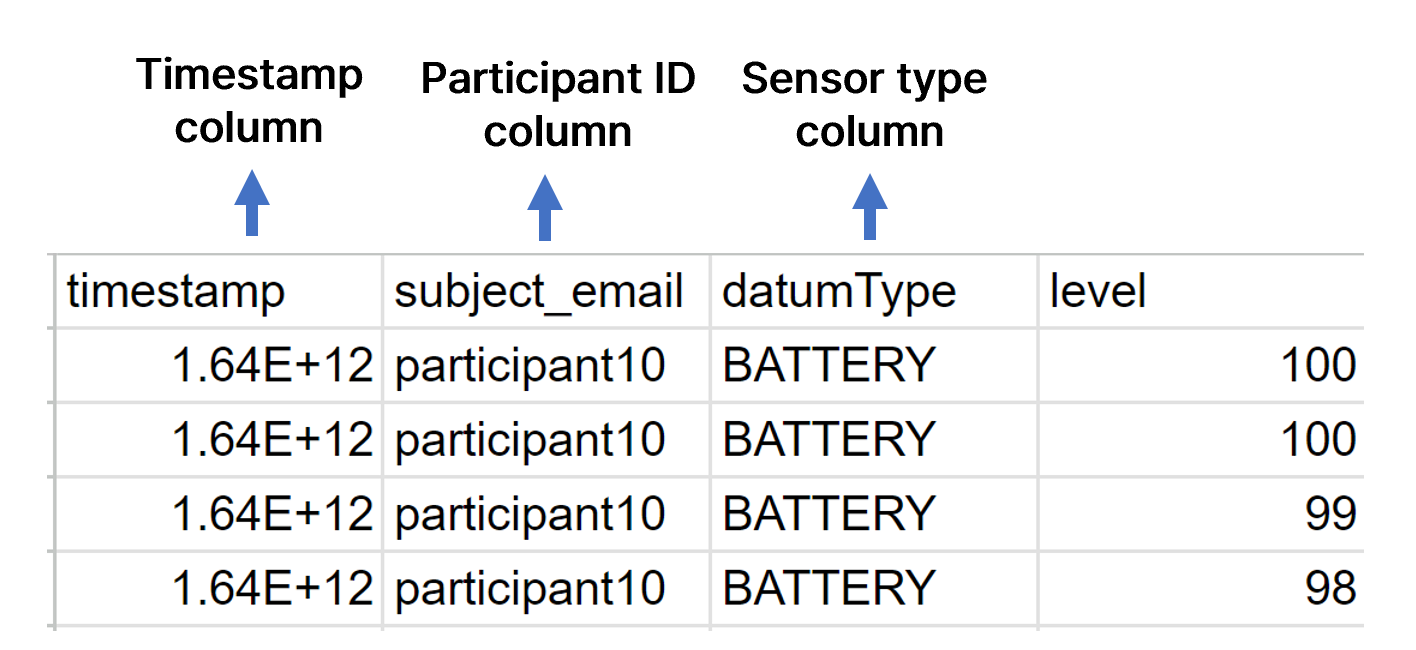 Timestamp column
Participant ID column
Sensor type column
timestamp subject_email datumType level
1.64E+12 participant10 BATTERY 100
1.64E+12 participant10 BATTERY 100
1.64E+12 participant10 BATTERY 99
1.64E+12 participant10 BATTERY 98